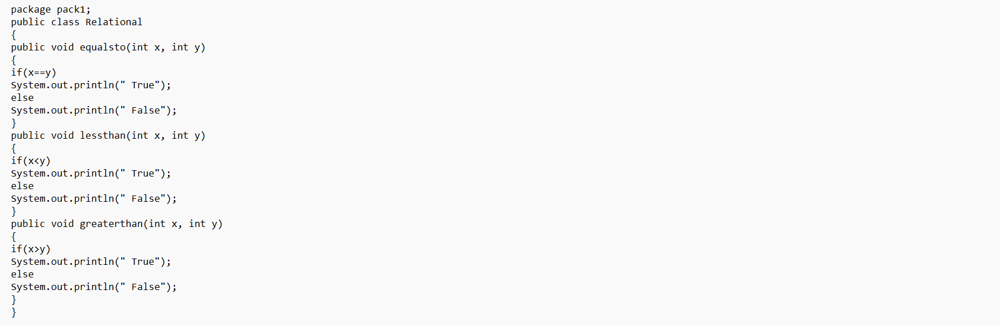 package pack1;
public class Relational
{
public void equalsto(int x, int y)
{
if(x==y)
System.out.println(" True");
else
System.out.println(" False");
}
public void lessthan(int x, int y)
{
if(x<y)
System.out.println(" True");
else
System.out.println(" False");
}
public void greaterthan(int x, int y)
{
if(x>y)
System.out.println(" True");
else
System.out.println(" False");
}
}